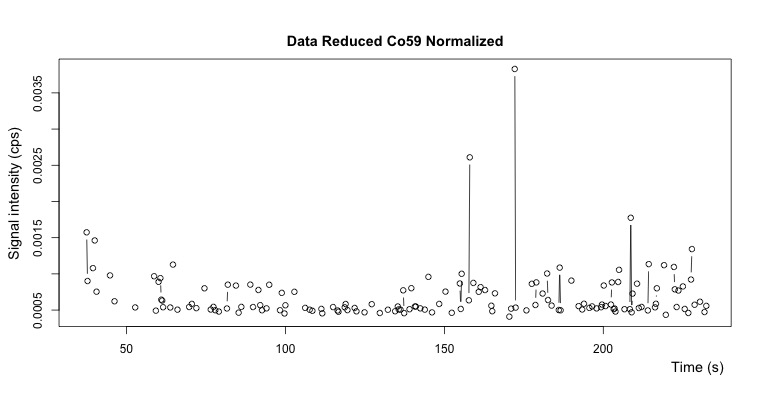 Data Reduced Co59 Normalized
Signal intensity (cps)
0.0035
0.0025
0.0015
0.0005
50 100 150 200
Time (s)